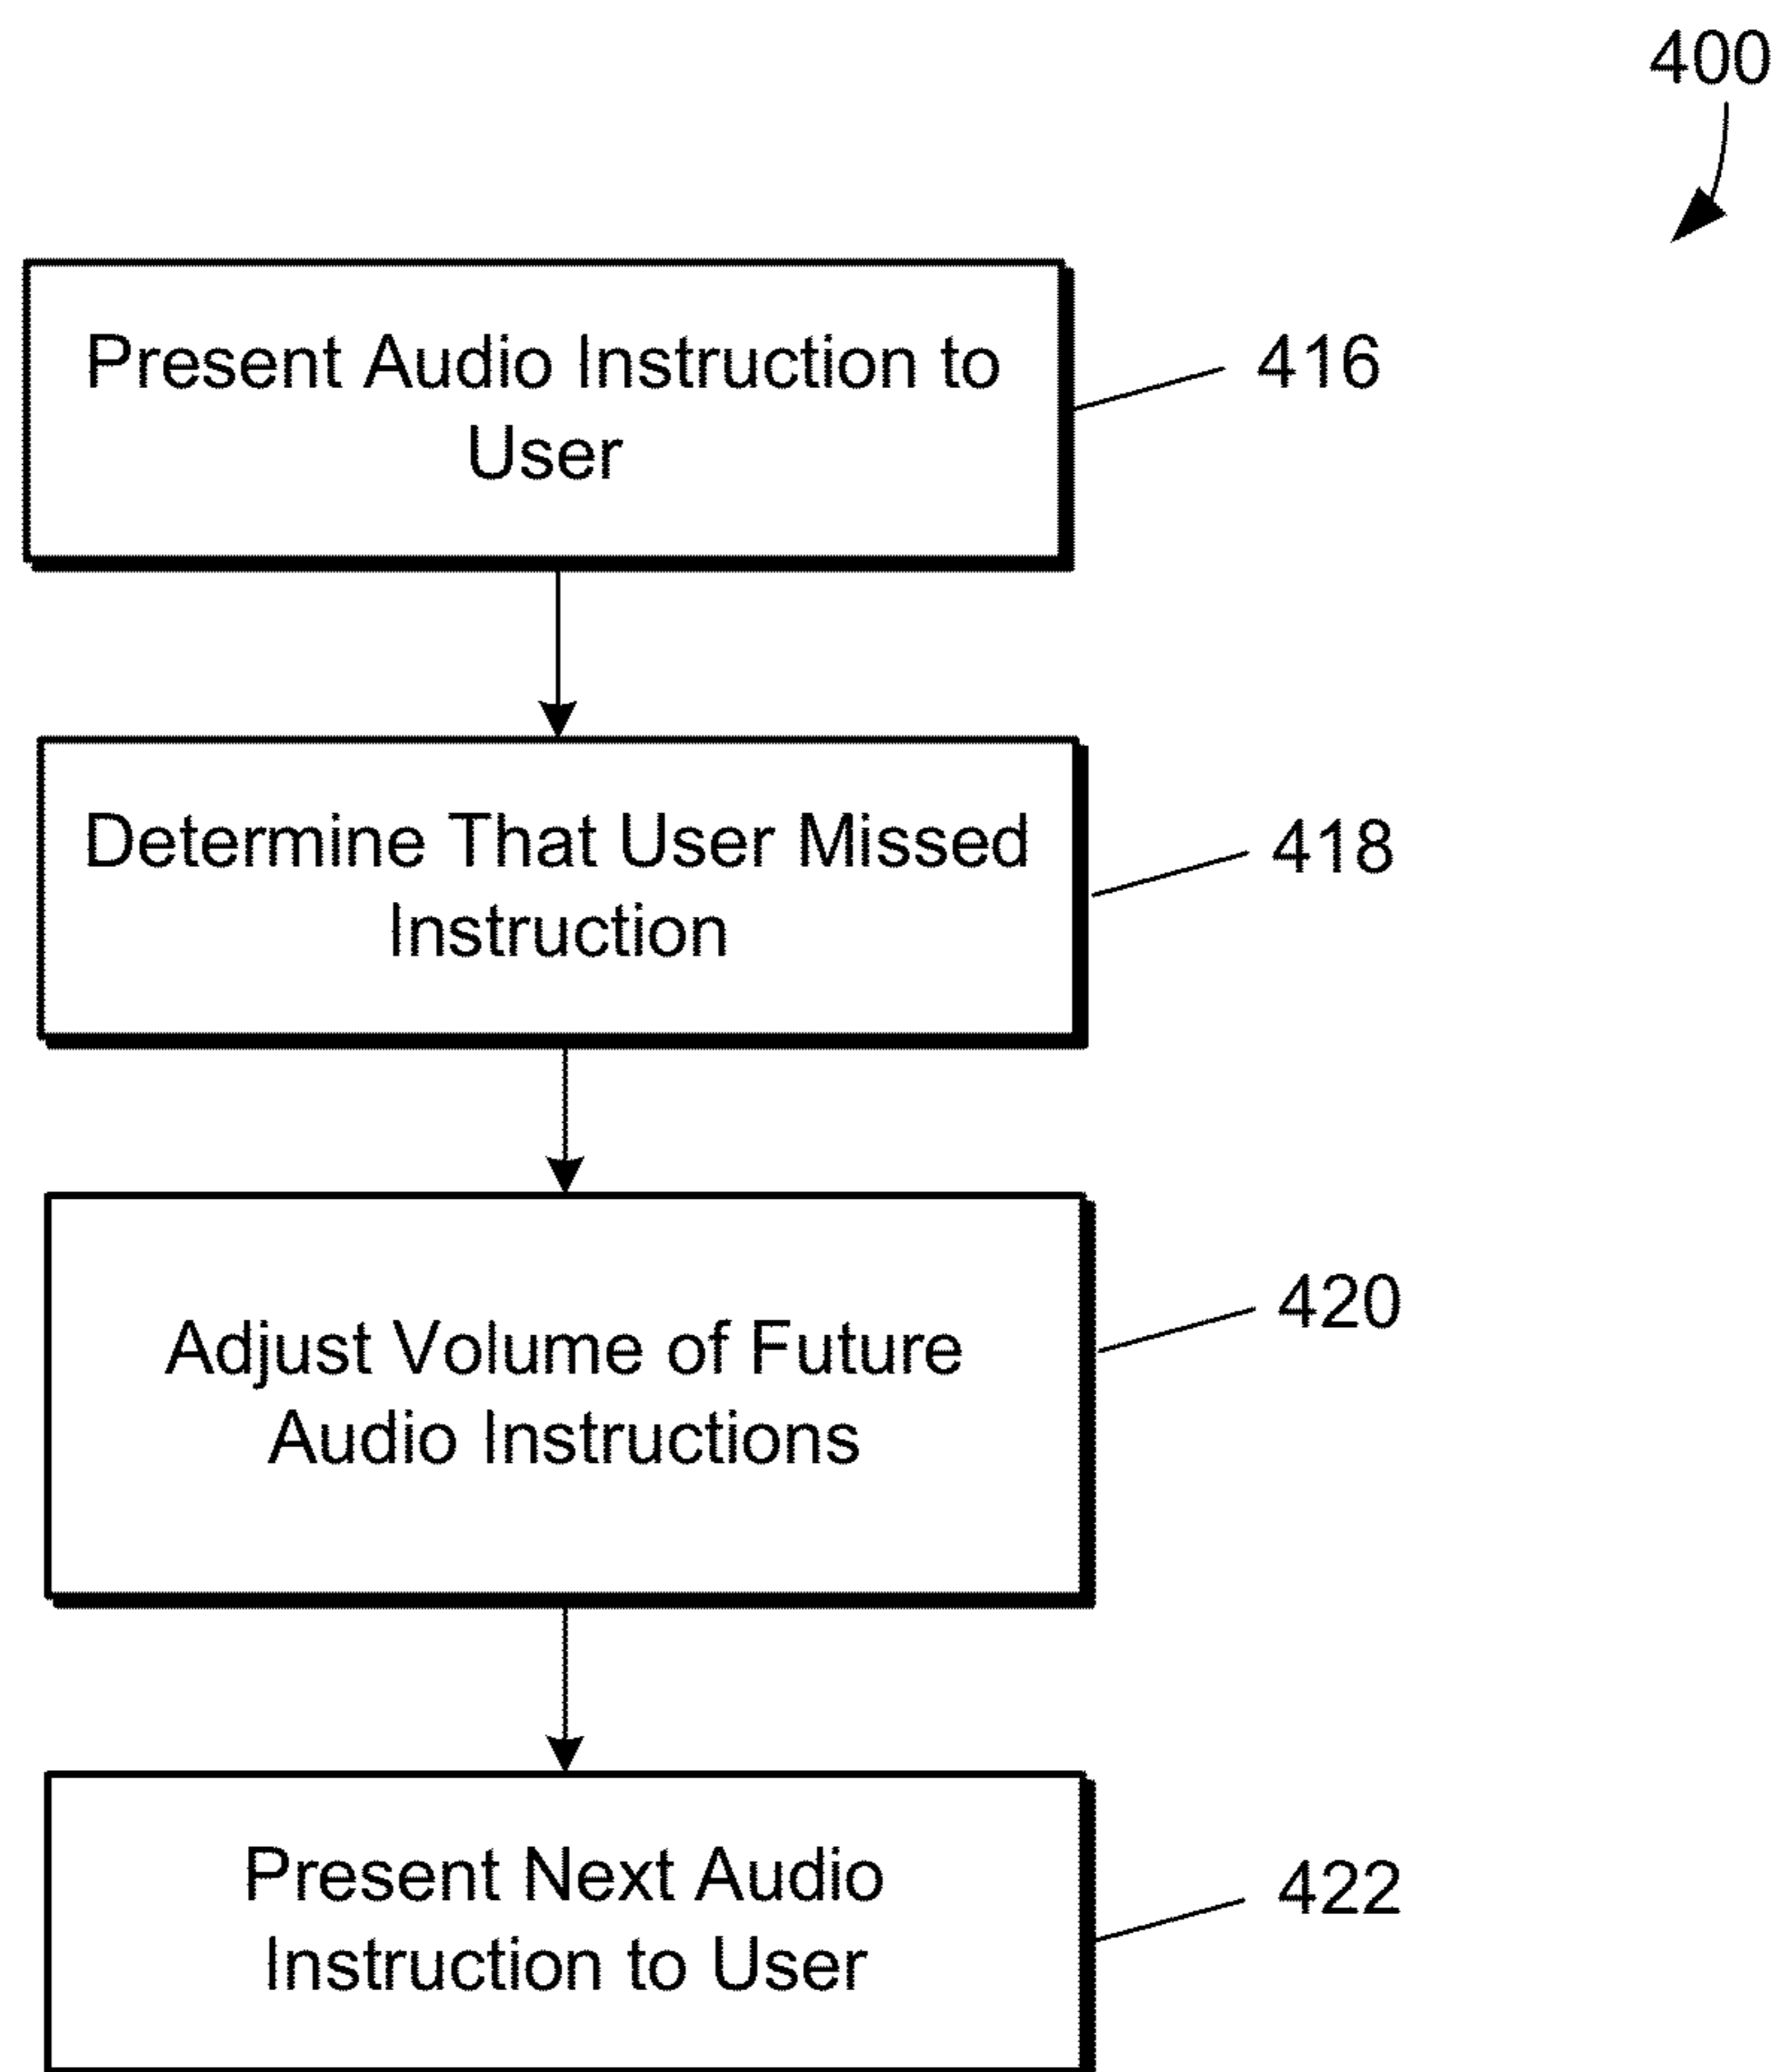 400
Present Audio Instruction to
User
416
Determine That User Missed
Instruction
418
Adjust Volume of Future
Audio Instructions
420
Present Next Audio
Instruction to User
422